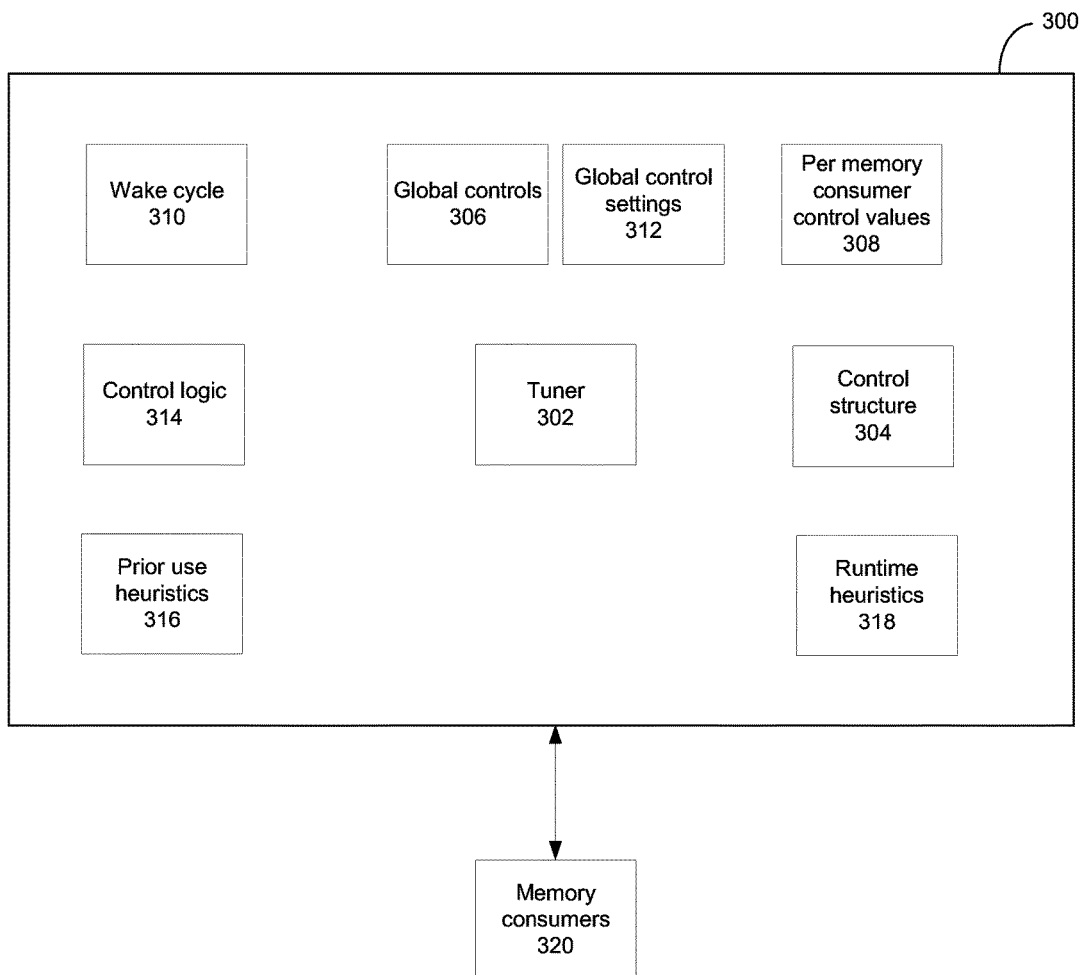 300
Wake cycle
310
Global controls
306
Global control
settings
312
Per memory
consumer
control values
308
Control logic
314
Tuner
302
Control
structure
304
Prior use
heuristics
316
Runtime
heuristics
318
Memory
consumers
320